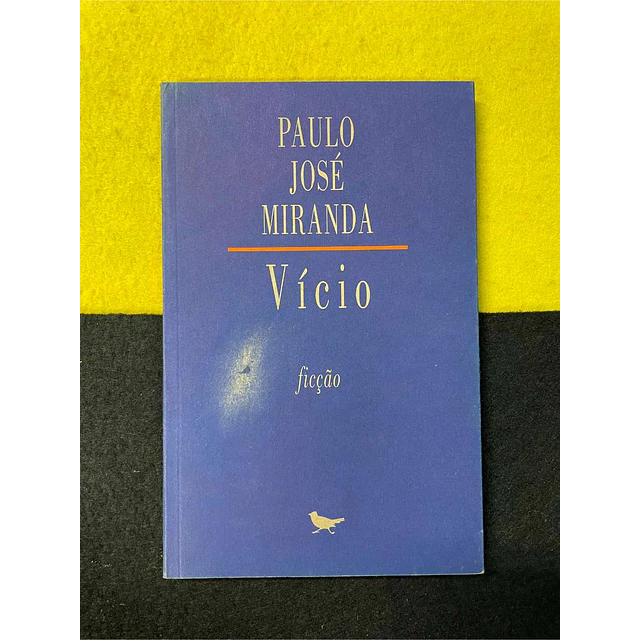 PAULO
JOSÉ
MIRANDA
Vício
ficção